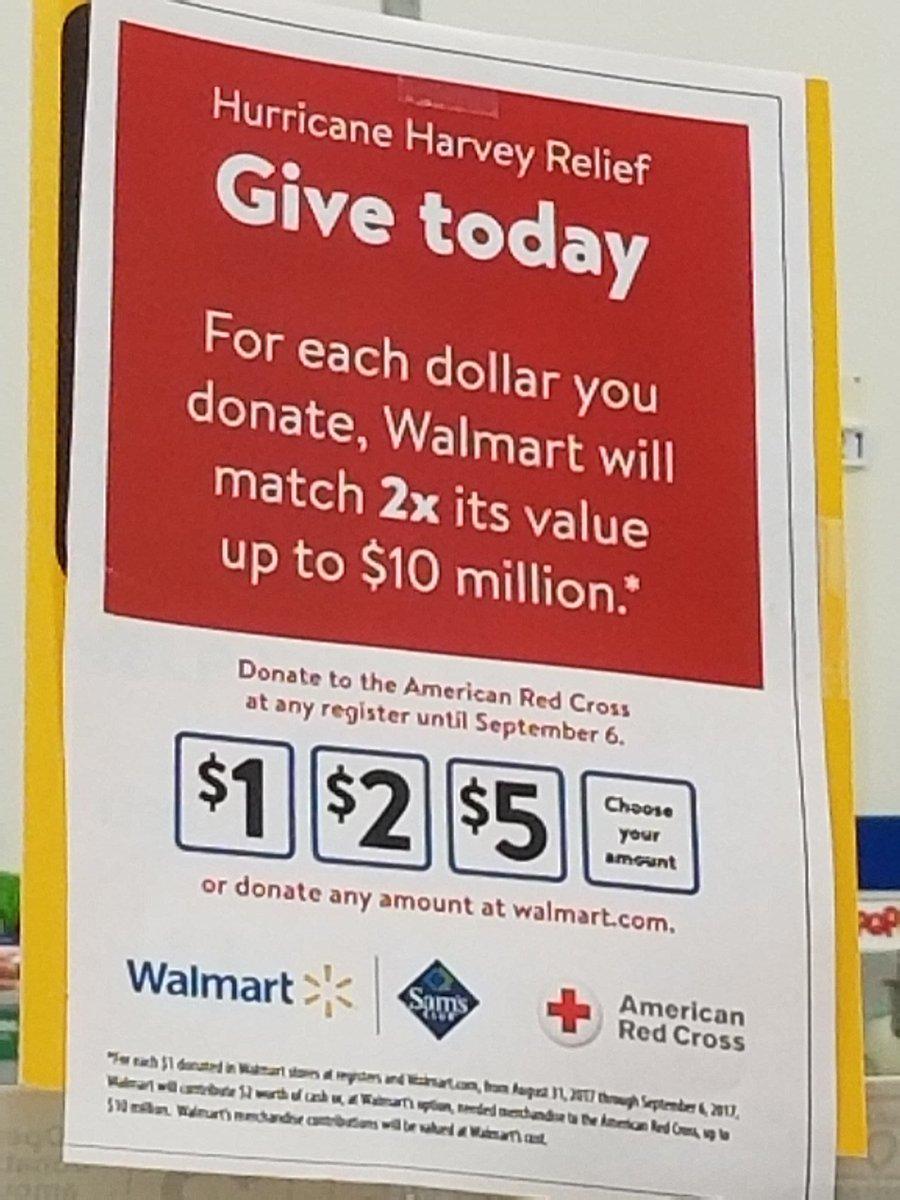 Hurricane Harvey Relief
Give today
For each dollar you
donate, Walmart will
match 2x its value
up to $10 million.*
Donate to the American Red Cross
at any register until September 6.
$1 $2 $5 Choose
your
amount
or donate any amount at walmart.com.
Walmart Sam's CLUB American
Red Cross
*For each $1 donated in Walmart stores at registers and Walmart.com, from August 31, 2017 through September 6, 2017,
Walmart will contribute $2 worth of cash or, at Walmart's option, needed merchandise to the American Red Cross, up to
$10 million. Walmart's merchandise contributions will be valued at Walmart's cost.
1
POP